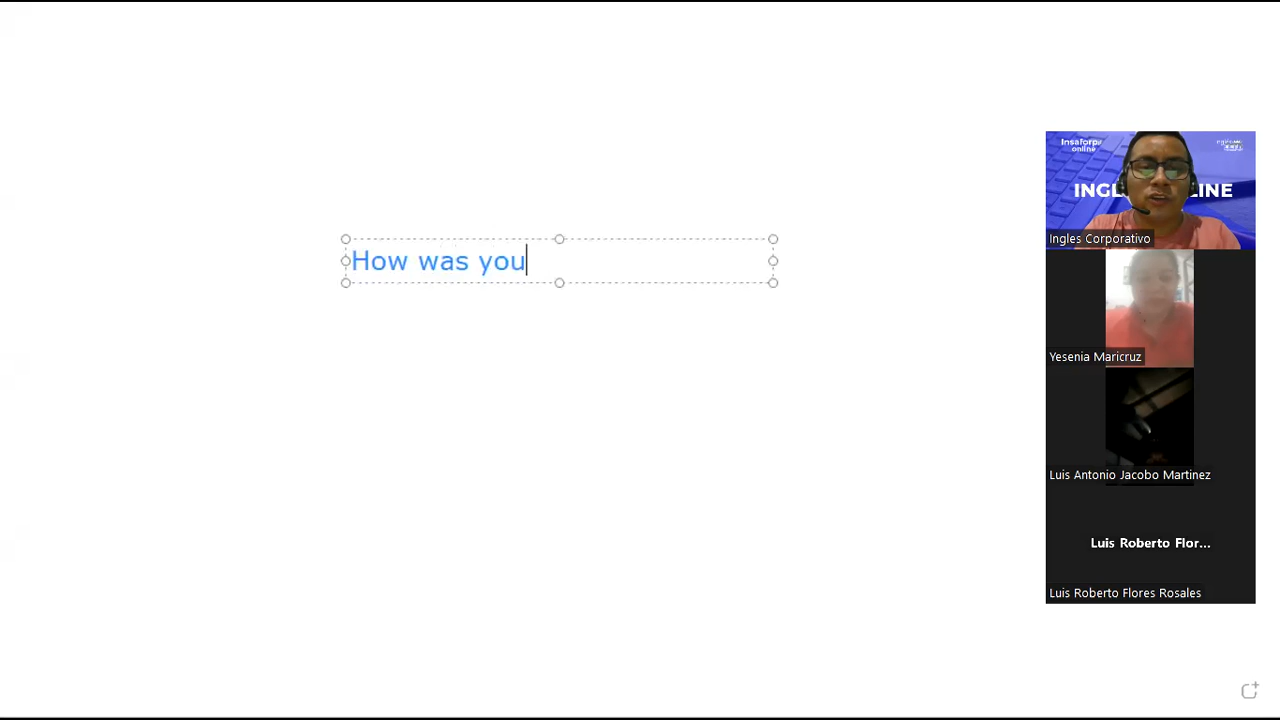 How was you
Insaforp
online
INGL
LINE
Ingles Corporativo
Yesenia Maricruz
Luis Antonio Jacobo Martinez
Luis Roberto Flor...
Luis Roberto Flores Rosales